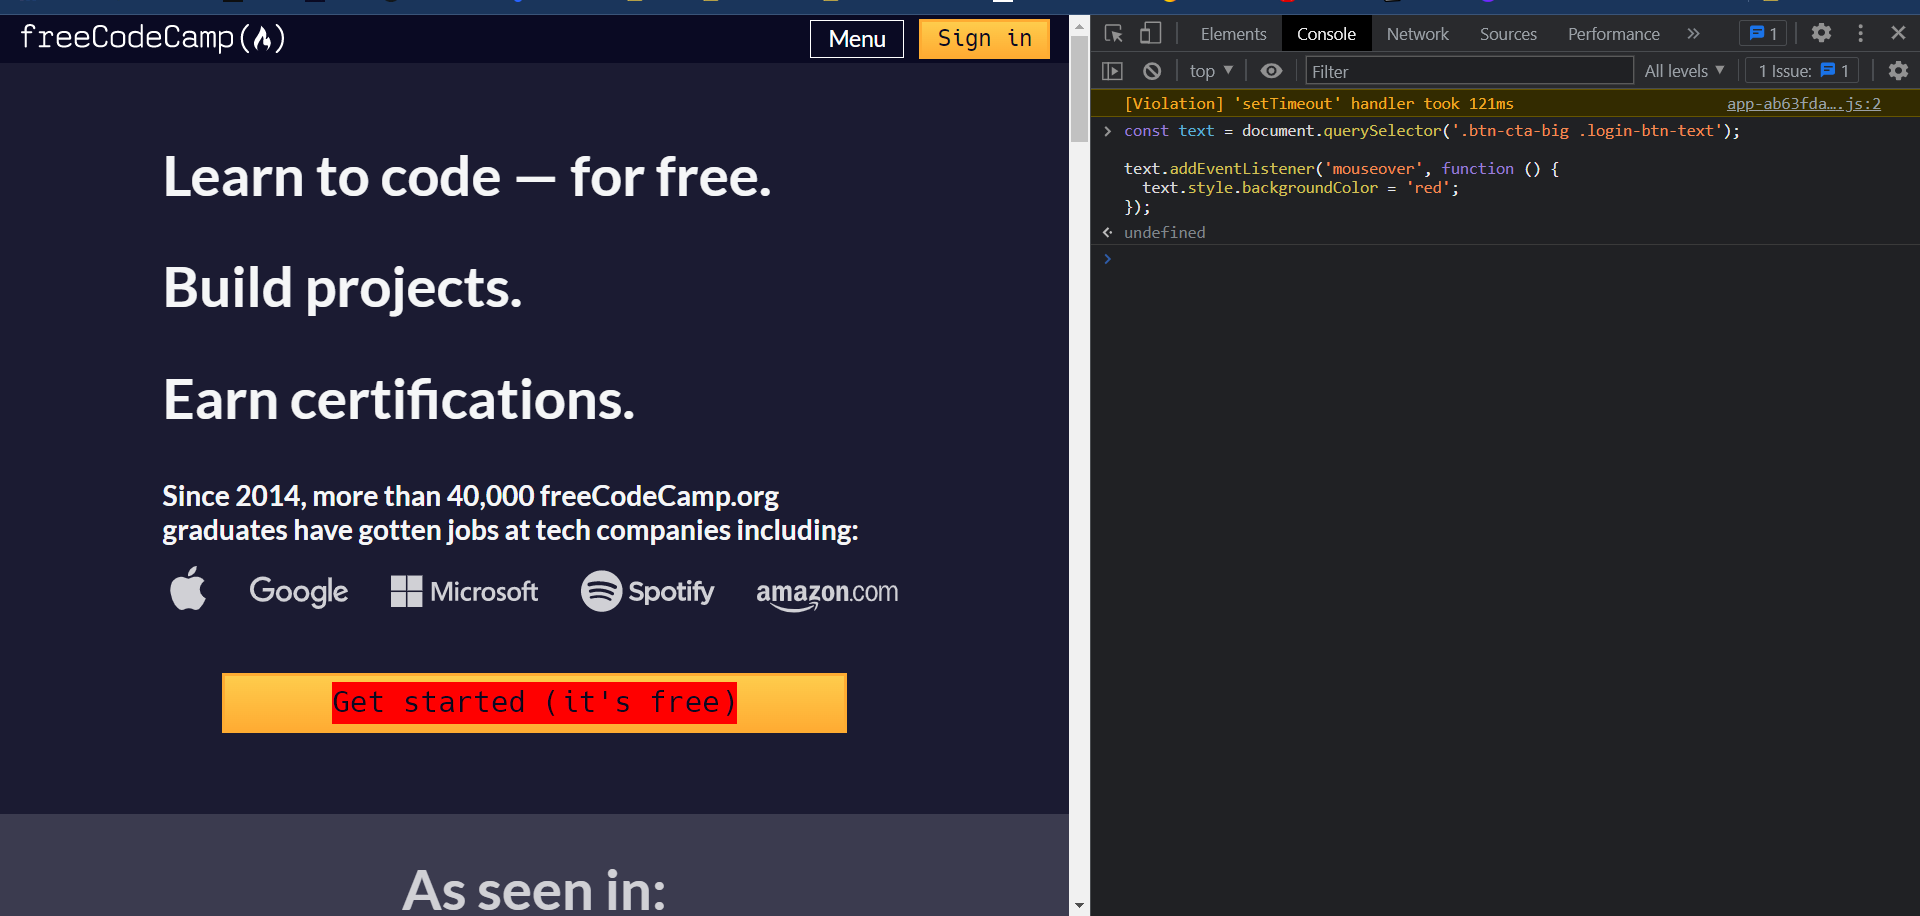 freeCodeCamp(🔥)
Menu
Sign in
Learn to code — for free.
Build projects.
Earn certifications.
Since 2014, more than 40,000 freeCodeCamp.org
graduates have gotten jobs at tech companies including:
Google
Microsoft
Spotify
amazon.com
Get started (it's free)
As seen in:
Elements
Console
Network
Sources
Performance
»
1
top
Filter
All levels
1 Issue: 1
[Violation] 'setTimeout' handler took 121ms
app-ab63fda….js:2
const text = document.querySelector('.btn-cta-big .login-btn-text');
text.addEventListener('mouseover', function () {
text.style.backgroundColor = 'red';
});
undefined